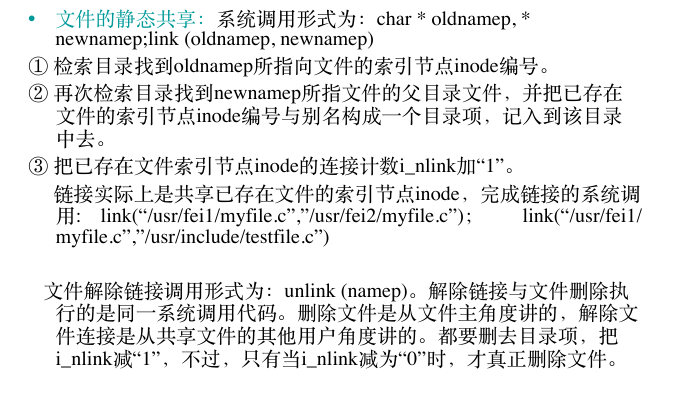 • 文件的静态共享：系统调用形式为：char * oldnamep, *
newnamep;link (oldnamep, newnamep)
① 检索目录找到oldnamep所指向文件的索引节点inode编号。
② 再次检索目录找到newnamep所指文件的父目录文件，并把已存在
文件的索引节点inode编号与别名构成一个目录项，记入到该目录
中去。
③ 把已存在文件索引节点inode的连接计数i_nlink加“1”。
链接实际上是共享已存在文件的索引节点inode，完成链接的系统调
用： link(“/usr/fei1/myfile.c”,”/usr/fei2/myfile.c”)； link(“/usr/fei1/
myfile.c”,”/usr/include/testfile.c”)
文件解除链接调用形式为：unlink (namep)。解除链接与文件删除执
行的是同一系统调用代码。删除文件是从文件主角度讲的，解除文
件连接是从共享文件的其他用户角度讲的。都要删去目录项，把
i_nlink减“1”，不过，只有当i_nlink减为“0”时，才真正删除文件。